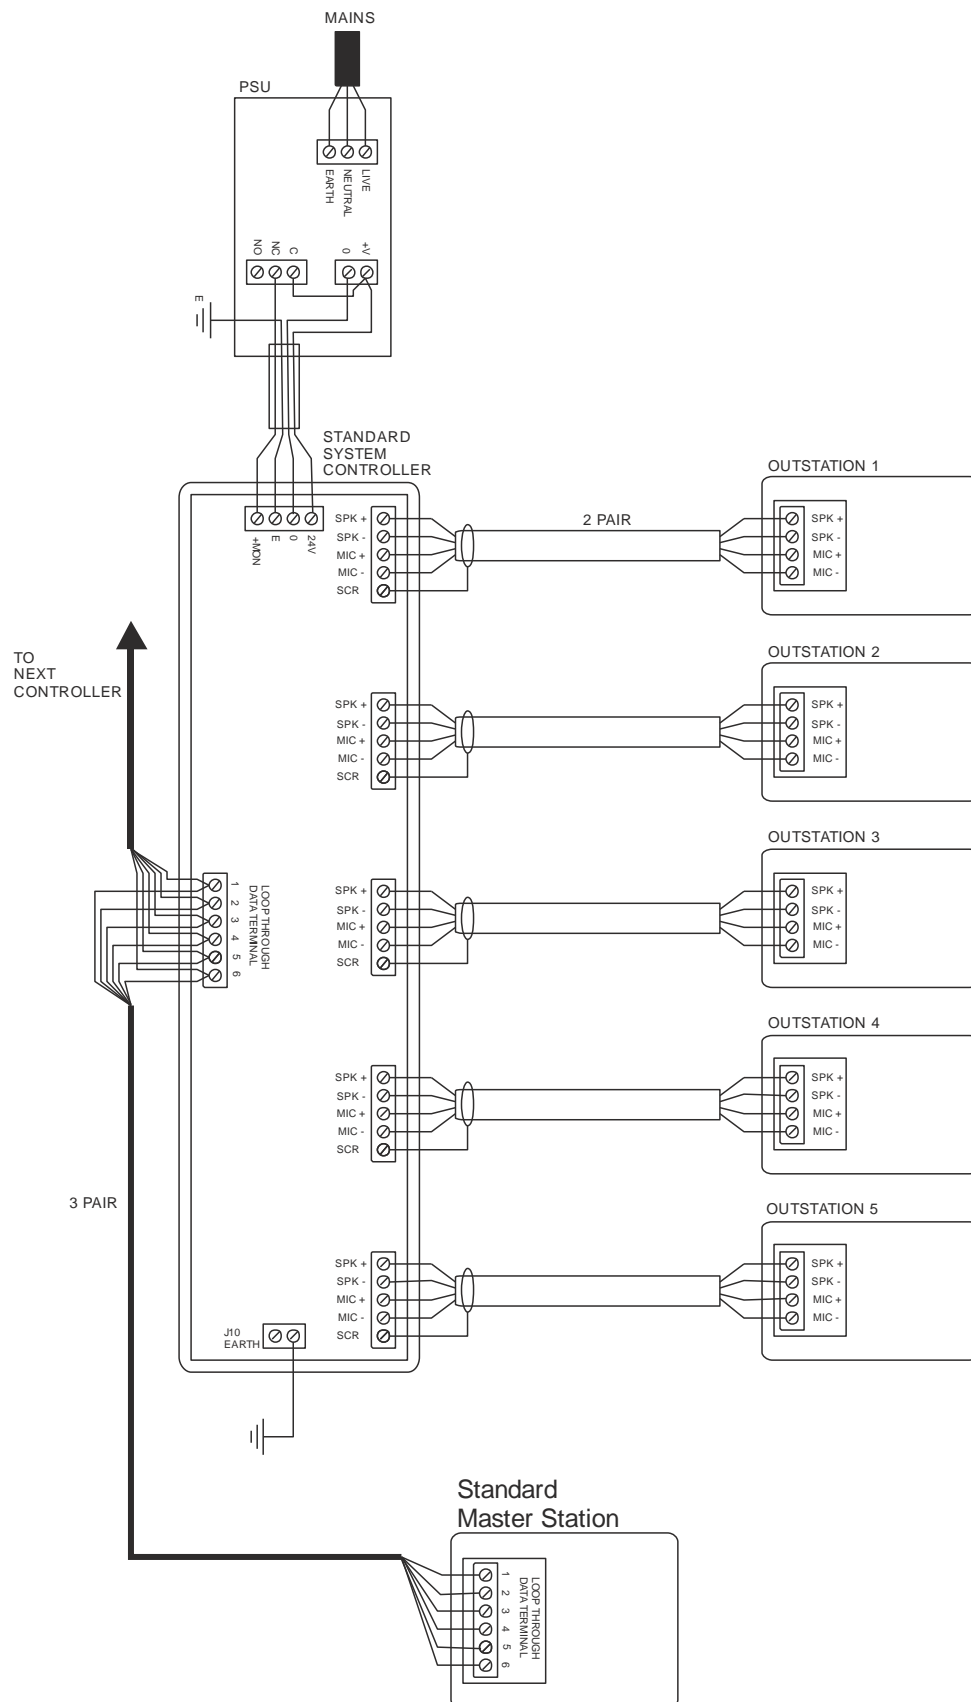 MAINS
PSU
EARTH
NEUTRAL
LIVE
NO
NC
C
0
+V
E
STANDARD
SYSTEM
CONTROLLER
+MON
E
0
24V
SPK +
SPK -
MIC +
MIC -
SCR
2 PAIR
OUTSTATION 1
SPK +
SPK -
MIC +
MIC -
TO
NEXT
CONTROLLER
SPK +
SPK -
MIC +
MIC -
SCR
OUTSTATION 2
SPK +
SPK -
MIC +
MIC -
1
2
3
4
5
6
LOOP THROUGH
DATA TERMINAL
SPK +
SPK -
MIC +
MIC -
SCR
OUTSTATION 3
SPK +
SPK -
MIC +
MIC -
SPK +
SPK -
MIC +
MIC -
SCR
OUTSTATION 4
SPK +
SPK -
MIC +
MIC -
3 PAIR
SPK +
SPK -
MIC +
MIC -
SCR
OUTSTATION 5
SPK +
SPK -
MIC +
MIC -
J10
EARTH
Standard
Master Station
1
2
3
4
5
6
LOOP THROUGH
DATA TERMINAL